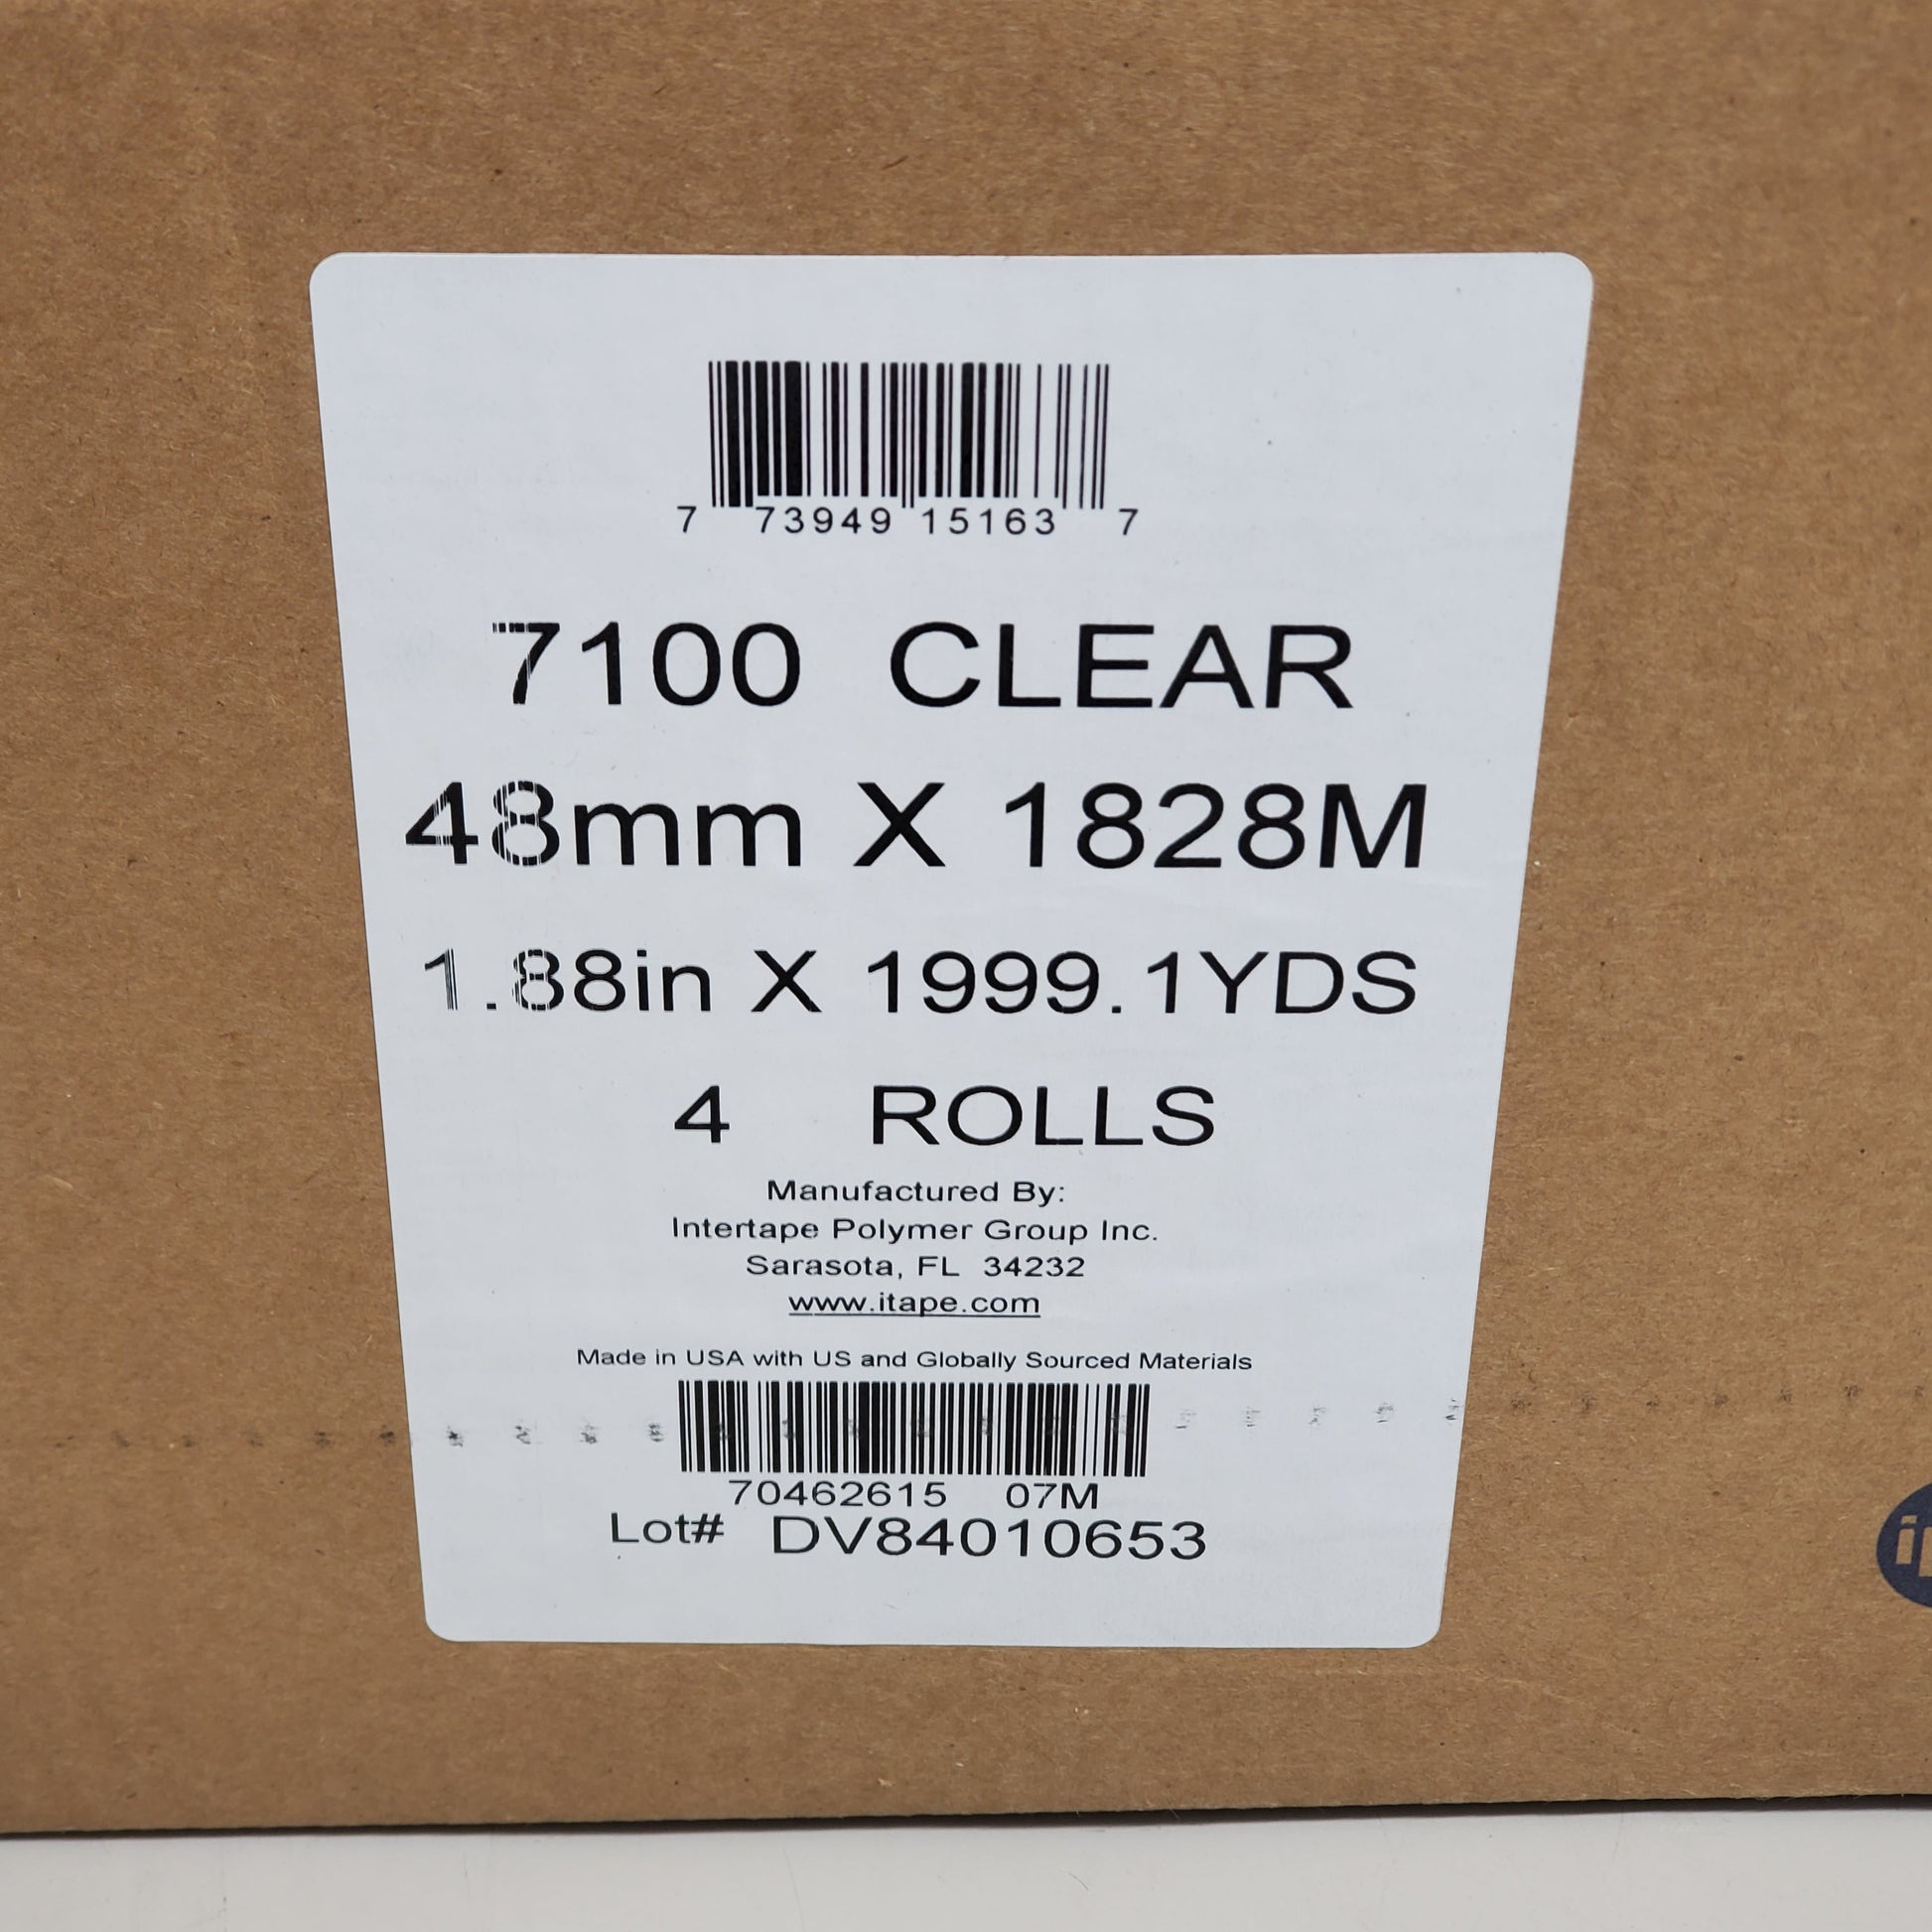 7 73949 15163 7
7100 CLEAR
48mm X 1828M
1.88in X 1999.1YDS
4 ROLLS
Manufactured By:
Intertape Polymer Group Inc.
Sarasota, FL 34232
www.itape.com
Made in USA with US and Globally Sourced Materials
70462615 07M
Lot# DV84010653